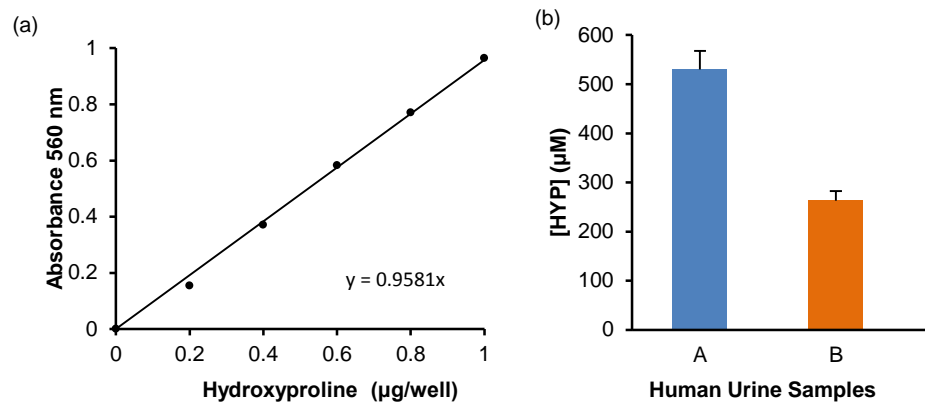 (a)
1
0.8
0.6
0.4
0.2
0
Absorbance 560 nm
y = 0.9581x
0 0.2 0.4 0.6 0.8 1
Hydroxyproline (µg/well)
(b)
600
500
400
300
200
100
0
[HYP] (µM)
A B
Human Urine Samples